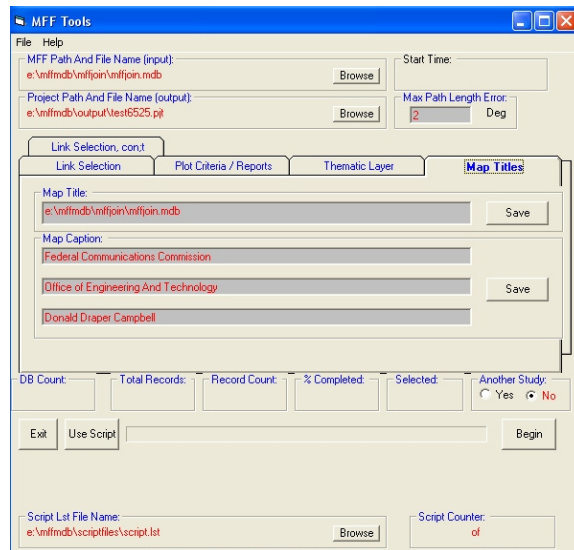 MFF Tools
File Help
MFF Path And File Name (input):
e:\mffmdb\mffjoin\mffjoin.mdb
Browse
Start Time:
Project Path And File Name (output):
e:\mffmdb\output\test6525.pjt
Browse
Max Path Length Error:
2 Deg
Link Selection, con;t
Link Selection Plot Criteria / Reports Thematic Layer Map Titles
Map Title:
e:\mffmdb\mffjoin\mffjoin.mdb
Save
Map Caption:
Federal Communications Commission
Office of Engineering And Technology
Save
Donald Draper Campbell
DB Count: Total Records: Record Count: % Completed: Selected: Another Study:
Yes No
Exit Use Script Begin
Script Lst File Name:
e:\mffmdb\scriptfiles\script.lst
Browse
Script Counter:
of